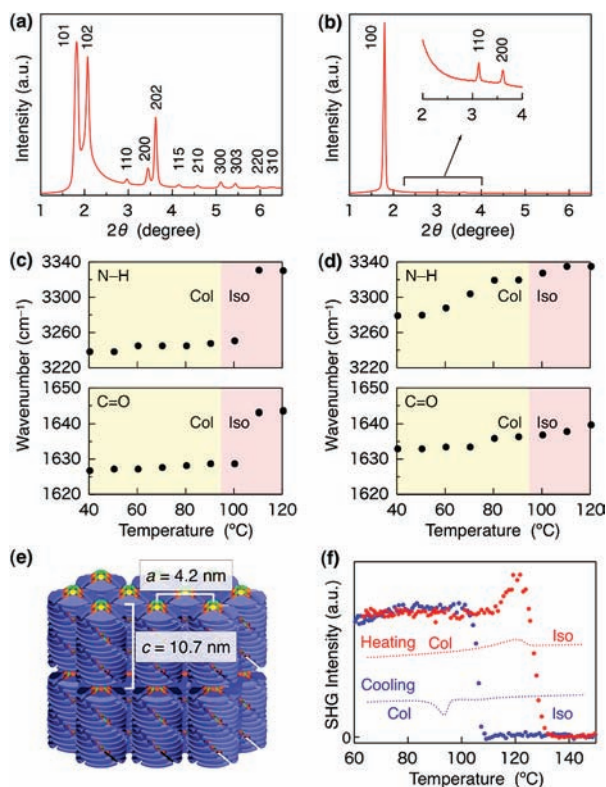 (a)
Intensity (a.u.)
101
102
110
200
202
115
210
300
303
220
310
1 2 3 4 5 6
2θ (degree)
(b)
Intensity (a.u.)
100
110
200
2 3 4
1 2 3 4 5 6
2θ (degree)
(c)
Wavenumber (cm⁻¹)
3340
3300
3260
3220
N–H
Col Iso
1650
1640
1630
1620
C=O
Col Iso
40 60 80 100 120
Temperature (ºC)
(d)
Wavenumber (cm⁻¹)
3340
3300
3260
3220
N–H
Col Iso
1650
1640
1630
1620
C=O
Col Iso
40 60 80 100 120
Temperature (ºC)
(e)
a = 4.2 nm
c = 10.7 nm
(f)
SHG Intensity (a.u.)
Heating Col Iso
Cooling
Col Iso
0
60 80 100 120 140
Temperature (ºC)